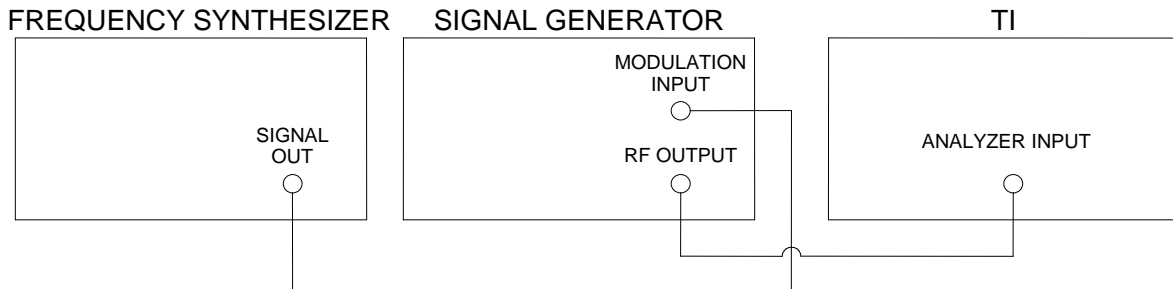 FREQUENCY SYNTHESIZER
SIGNAL GENERATOR
TI
MODULATION
INPUT
SIGNAL
OUT
RF OUTPUT
ANALYZER INPUT